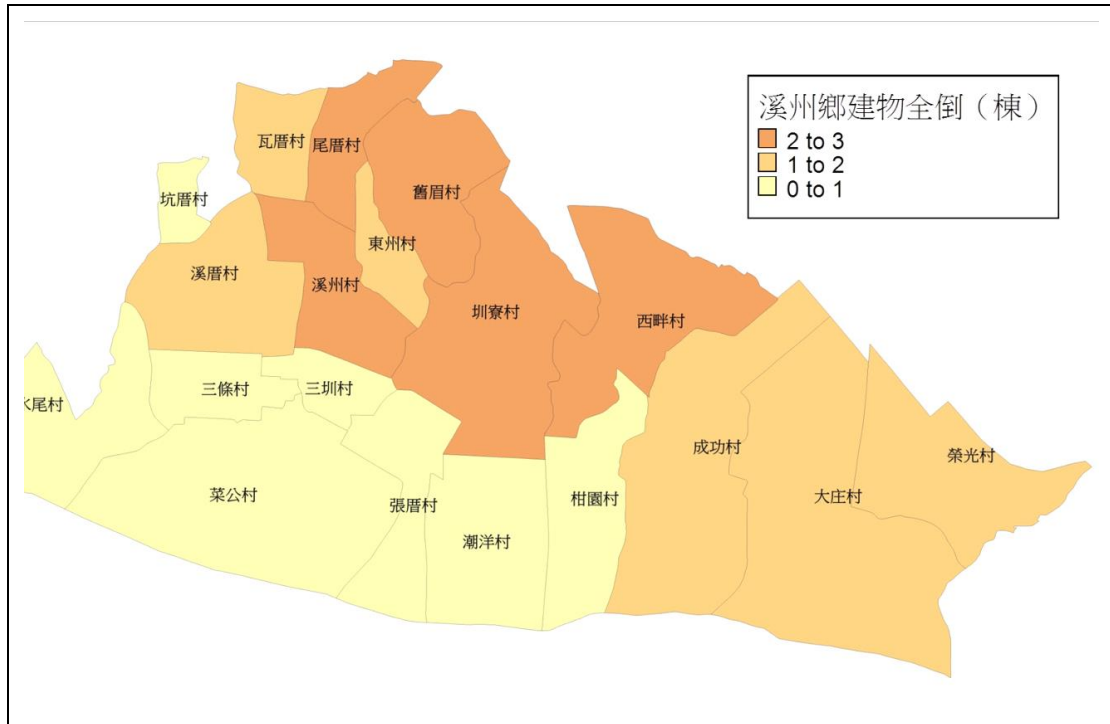 溪州鄉建物全倒（棟）
2 to 3
1 to 2
0 to 1
瓦厝村
尾厝村
坑厝村
舊眉村
東州村
溪厝村
溪州村
圳寮村
西畔村
三條村
三圳村
水尾村
成功村
榮光村
菜公村
大庄村
柑園村
張厝村
潮洋村